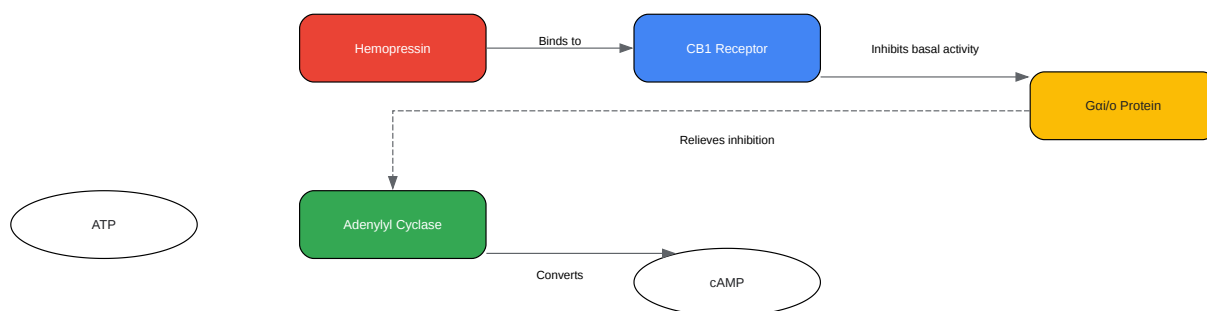 Hemopressin
Binds to
CB1 Receptor
Inhibits basal activity
Gαi/o Protein
Relieves inhibition
ATP
Adenylyl Cyclase
Converts
cAMP